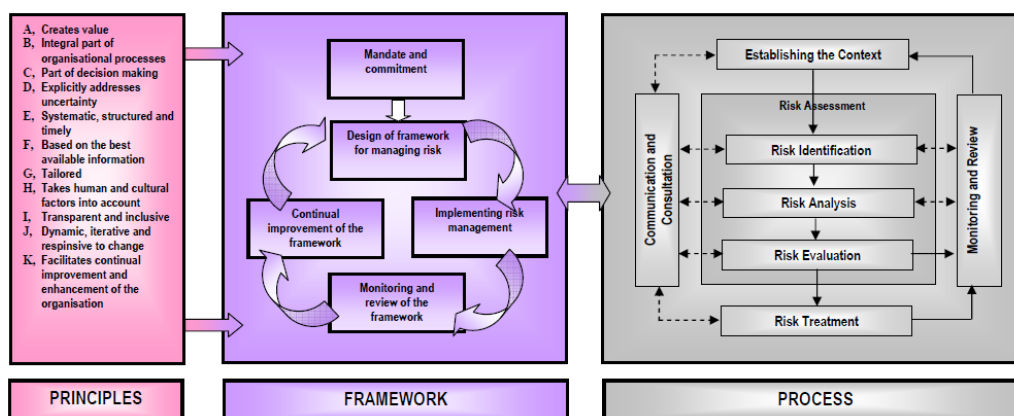 A, Creates value
B, Integral part of
organisational processes
C, Part of decision making
D, Explicitly addresses
uncertainty
E, Systematic, structured and
timely
F, Based on the best
available information
G, Tailored
H, Takes human and cultural
factors into account
I, Transparent and inclusive
J, Dynamic, iterative and
respinsive to change
K, Facilitates continual
improvement and
enhancement of the
organisation
PRINCIPLES
Mandate and
commitment
Design of framework
for managing risk
Implementing risk
management
Monitoring and
review of the
framework
Continual
improvement of the
framework
FRAMEWORK
Establishing the Context
Risk Assessment
Risk Identification
Risk Analysis
Risk Evaluation
Risk Treatment
Communication and
Consultation
Monitoring and Review
PROCESS